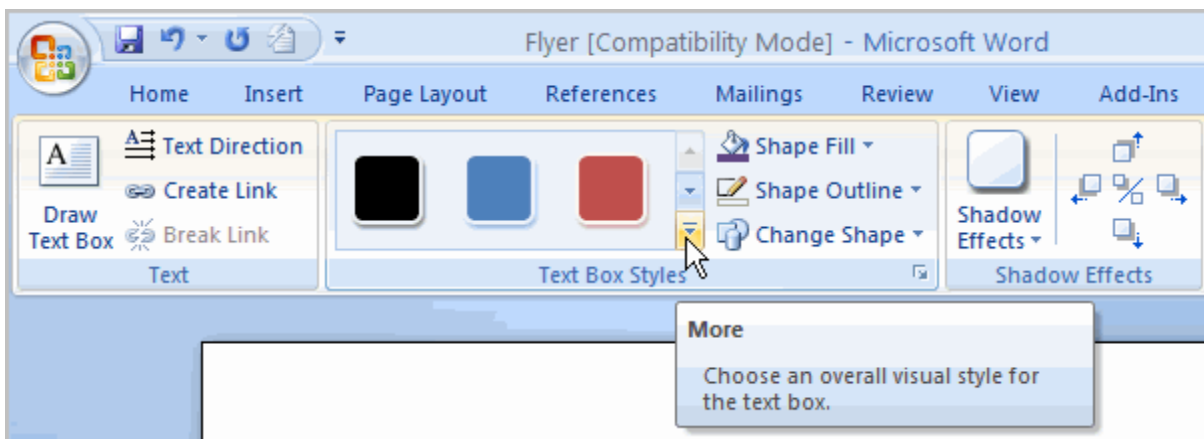 Flyer [Compatibility Mode] - Microsoft Word
Home Insert Page Layout References Mailings Review View Add-Ins
A
Draw
Text Box
Text Direction
Create Link
Break Link
Text
Shape Fill
Shape Outline
Change Shape
Text Box Styles
Shadow
Effects
Shadow Effects
More
Choose an overall visual style for
the text box.